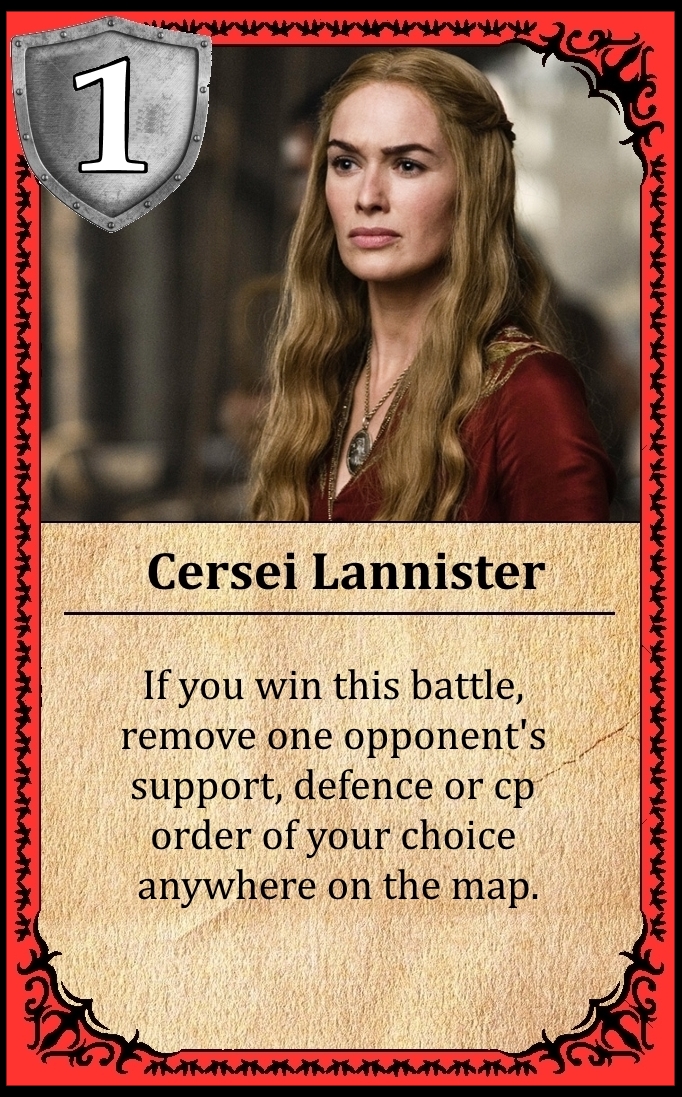 1
Cersei Lannister
If you win this battle,
remove one opponent's
support, defence or cp
order of your choice
anywhere on the map.